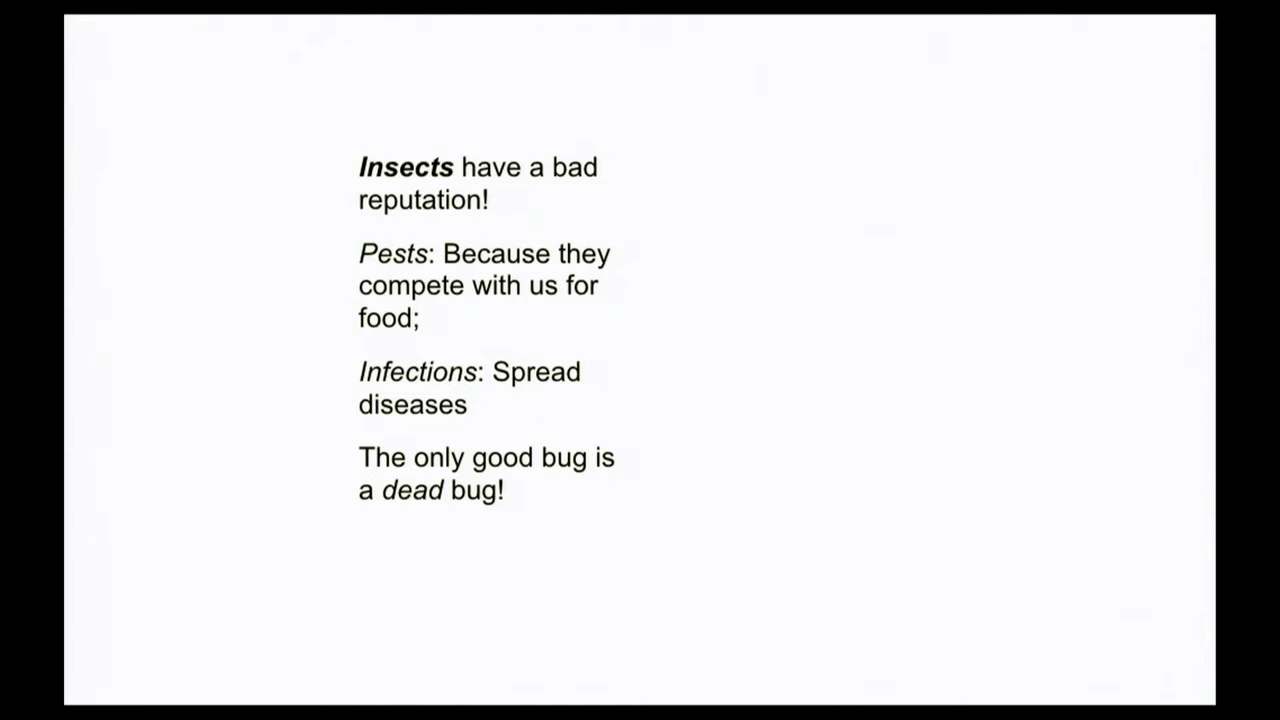 Insects have a bad
reputation!
Pests: Because they
compete with us for
food;
Infections: Spread
diseases
The only good bug is
a dead bug!